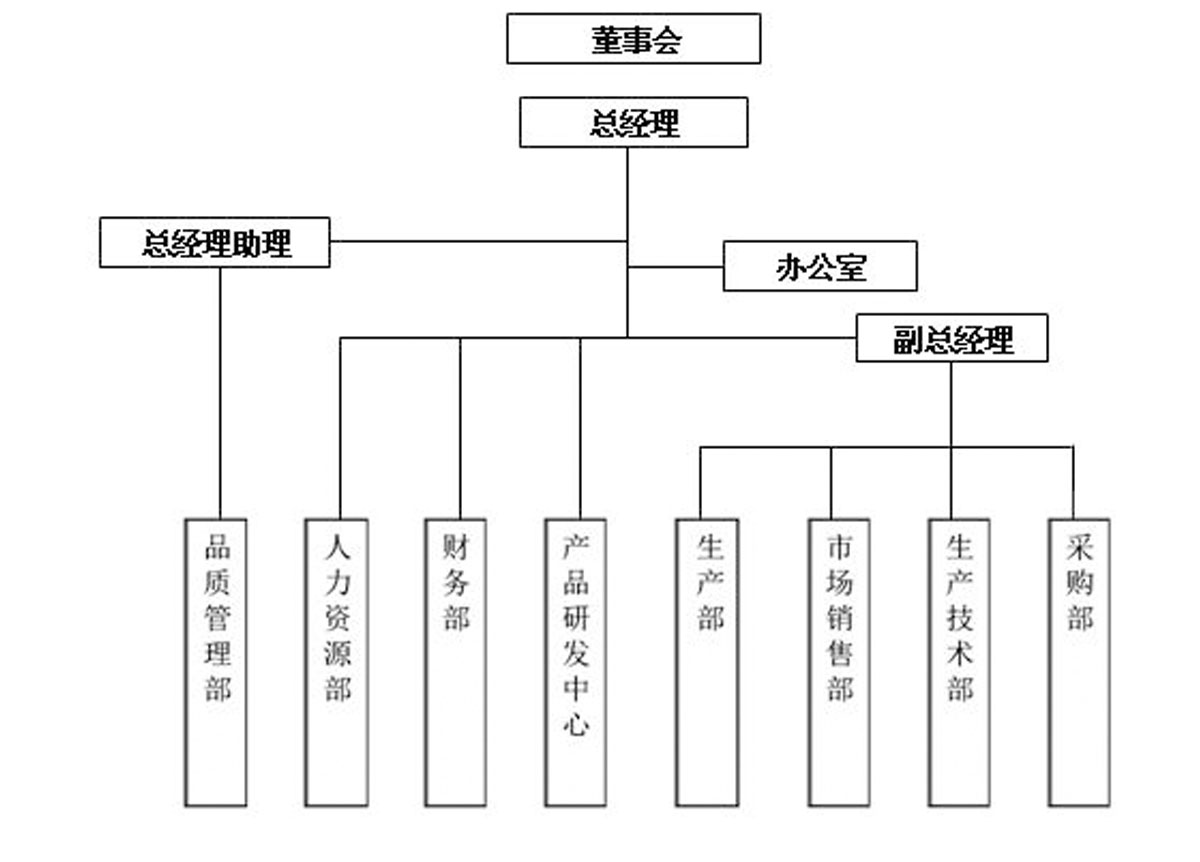 董事会
总经理
总经理助理
办公室
副总经理
品质管理部
人力资源部
财务部
产品研发中心
生产部
市场销售部
生产技术部
采购部